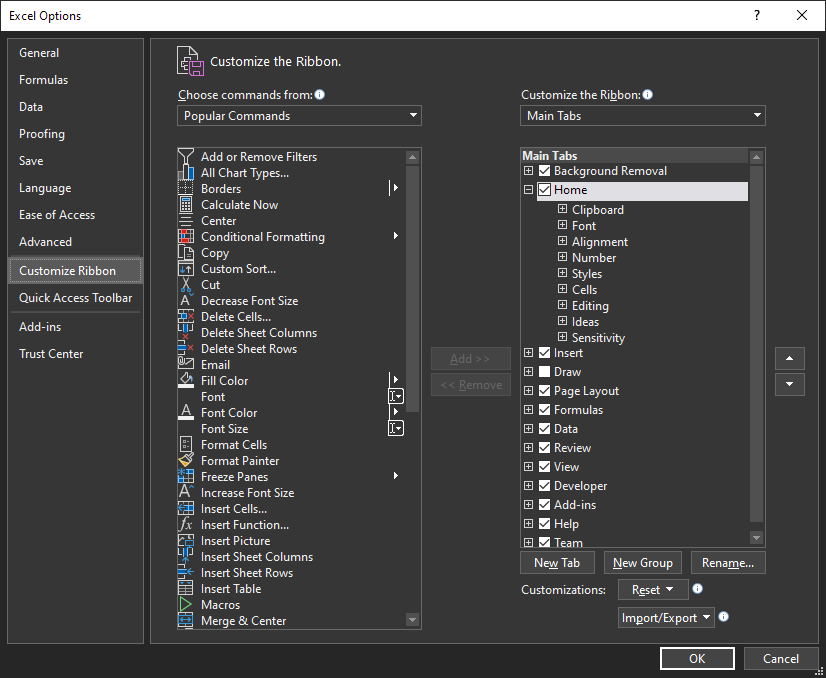 Excel Options
?
General
Formulas
Data
Proofing
Save
Language
Ease of Access
Advanced
Customize Ribbon
Quick Access Toolbar
Add-ins
Trust Center
Customize the Ribbon.
Choose commands from:
Popular Commands
Add or Remove Filters
All Chart Types...
Borders
Calculate Now
Center
Conditional Formatting
Copy
Custom Sort...
Cut
Decrease Font Size
Delete Cells...
Delete Sheet Columns
Delete Sheet Rows
Email
Fill Color
Font
Font Color
Font Size
Format Cells
Format Painter
Freeze Panes
Increase Font Size
Insert Cells...
Insert Function...
Insert Picture
Insert Sheet Columns
Insert Sheet Rows
Insert Table
Macros
Merge & Center
Add >>
<< Remove
Customize the Ribbon:
Main Tabs
Main Tabs
Background Removal
Home
Clipboard
Font
Alignment
Number
Styles
Cells
Editing
Ideas
Sensitivity
Insert
Draw
Page Layout
Formulas
Data
Review
View
Developer
Add-ins
Help
Team
New Tab
New Group
Rename...
Customizations:
Reset
Import/Export
OK
Cancel